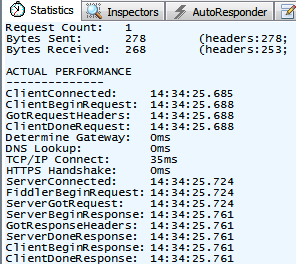 Statistics Inspectors AutoResponder
Request Count: 1
Bytes Sent: 278 (headers:278;
Bytes Received: 268 (headers:253;
ACTUAL PERFORMANCE
--------------
ClientConnected: 14:34:25.685
ClientBeginRequest: 14:34:25.688
GotRequestHeaders: 14:34:25.688
ClientDoneRequest: 14:34:25.688
Determine Gateway: 0ms
DNS Lookup: 0ms
TCP/IP Connect: 35ms
HTTPS Handshake: 0ms
ServerConnected: 14:34:25.724
FiddlerBeginRequest: 14:34:25.724
ServerGotRequest: 14:34:25.724
ServerBeginResponse: 14:34:25.761
GotResponseHeaders: 14:34:25.761
ServerDoneResponse: 14:34:25.761
ClientBeginResponse: 14:34:25.761
ClientDoneResponse: 14:34:25.761